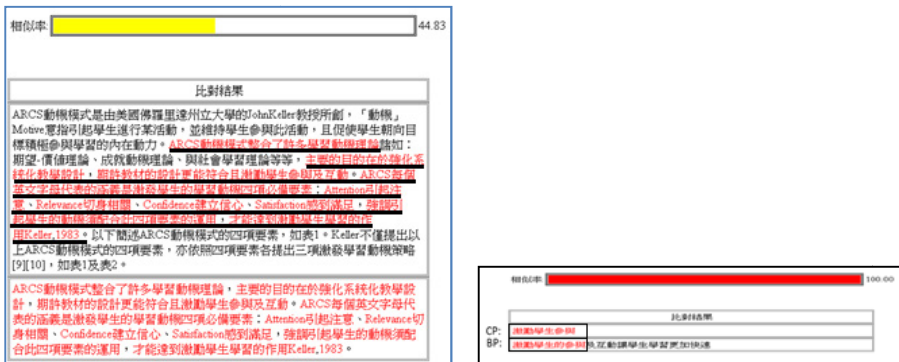 相似率: 44.83
比對結果
ARCS動機模式是由美國佛羅里達州立大學的JohnKeller教授所創，「動機」
Motive意指引起學生進行某活動，並維持學生參與此活動，且促使學生朝向目
標積極參與學習的內在動力。ARCS動機模式整合了許多學習動機理論諸如：
期望-價值理論、成就動機理論、與社會學習理論等等，主要的目的在於強化系
統化教學設計，期許教材的設計更能符合且激勵學生參與及互動。ARCS每個
英文字母代表的涵義是激發學生的學習動機四項必備要素：Attention引起注
意、Relevance切身相關、Confidence建立信心、Satisfaction感到滿足，強調引
起學生的動機須配合此四項要素的運用，才能達到激勵學生學習的作
用Keller,1983。以下簡述ARCS動機模式的四項要素，如表1。Keller不僅提出以
上ARCS動機模式的四項要素，亦依照四項要素各提出三項激發學習動機策略
[9][10]，如表1及表2。
ARCS動機模式整合了許多學習動機理論，主要的目的在於強化系統化教學設
計，期許教材的設計更能符合且激勵學生參與及互動。ARCS每個英文字母代
表的涵義是激發學生的學習動機四項必備要素：Attention引起注意、Relevance切
身相關、Confidence建立信心、Satisfaction感到滿足，強調引起學生的動機須配
合此四項要素的運用，才能達到激勵學生學習的作用Keller,1983。
相似率: 100.00
比對結果
CP: 激勵學生參與
BP: 激勵學生的參與及互動讓學生學習更加快速